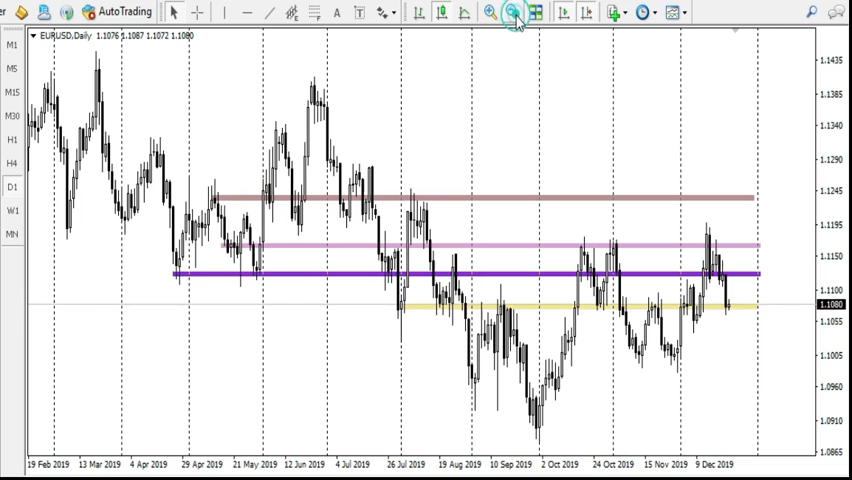 er AutoTrading A T
M1
M5
M15
M30
H1
H4
D1
W1
MN
EURUSD,Daily 1.1076 1.1087 1.1072 1.1080
1.1435
1.1385
1.1340
1.1290
1.1245
1.1195
1.1150
1.1100
1.1080
1.1055
1.1005
1.0960
1.0910
1.0865
19 Feb 2019 13 Mar 2019 4 Apr 2019 29 Apr 2019 21 May 2019 12 Jun 2019 4 Jul 2019 26 Jul 2019 19 Aug 2019 10 Sep 2019 2 Oct 2019 24 Oct 2019 15 Nov 2019 9 Dec 2019